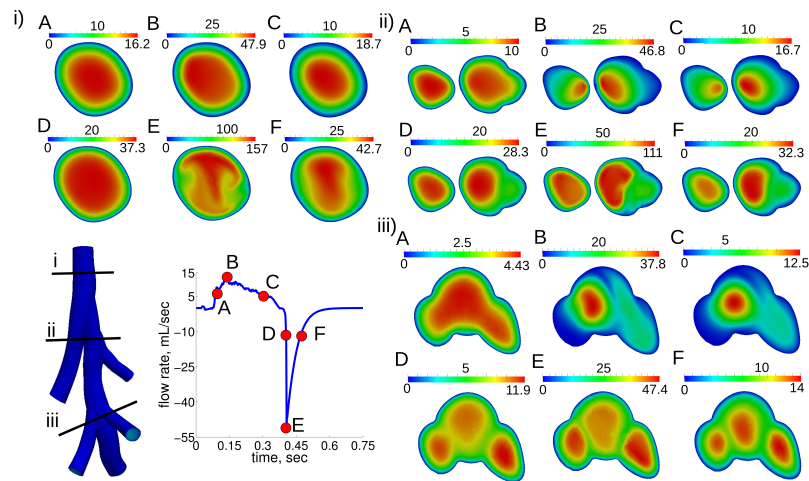 i)
A
10
0
16.2
B
25
0
47.9
C
10
0
18.7
D
20
0
37.3
E
100
0
157
F
25
0
42.7
ii)
A
5
0
10
B
25
0
46.8
C
10
0
16.7
D
20
0
28.3
E
50
0
111
F
20
0
32.3
iii)
A
2.5
0
4.43
B
20
0
37.8
C
5
0
12.5
D
5
0
11.9
E
25
0
47.4
F
10
0
14
i
ii
iii
flow rate, mL/sec
15
5
-10
-25
-40
-55
0
0.15
0.3
0.45
0.6
0.75
time, sec
A
B
C
D
E
F